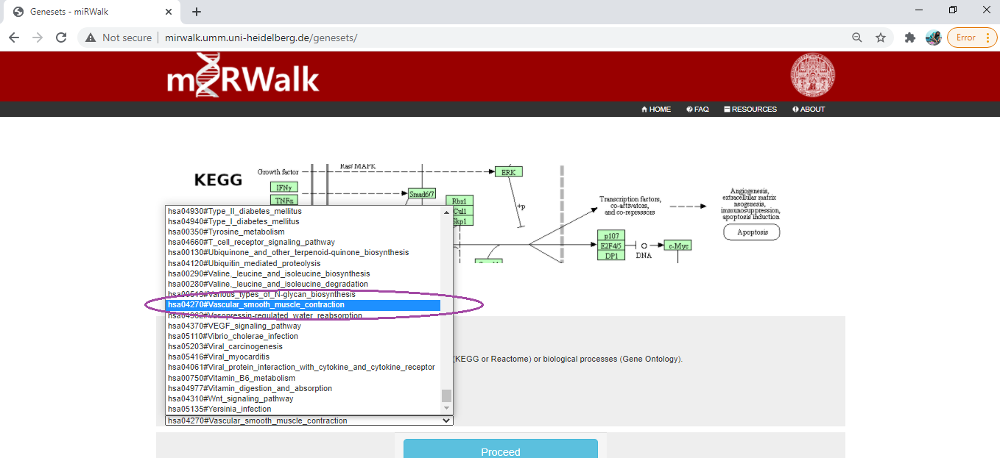 Genesets - miRWalk
Not secure
mirwalk.umm.uni-heidelberg.de/genesets/
Error
miRWalk
HOME
FAQ
RESOURCES
ABOUT
KEGG
Growth factor
IFNγ
TNFα
Ras/ MAPK
ERK
Smad6/7
Rbx1
Cul1
Skp1
+p
Transcription factors,
co-activators,
and co-repressors
Angiogenesis,
extracellular matrix
neogenesis,
immunosuppression,
apoptosis induction
Apoptosis
p107
E2F4/5
DP1
DNA
c-Myc
hsa04930#Type_II_diabetes_mellitus
hsa04940#Type_I_diabetes_mellitus
hsa00350#Tyrosine_metabolism
hsa04660#T_cell_receptor_signaling_pathway
hsa00130#Ubiquinone_and_other_terpenoid-quinone_biosynthesis
hsa04120#Ubiquitin_mediated_proteolysis
hsa00290#Valine._leucine_and_isoleucine_biosynthesis
hsa00280#Valine._leucine_and_isoleucine_degradation
hsa00513#Various_types_of_N-glycan_biosynthesis
hsa04270#Vascular_smooth_muscle_contraction
hsa04962#Vasopressin-regulated_water_reabsorption
hsa04370#VEGF_signaling_pathway
hsa05110#Vibrio_cholerae_infection
hsa05203#Viral_carcinogenesis
hsa05416#Viral_myocarditis
hsa04061#Viral_protein_interaction_with_cytokine_and_cytokine_receptor
hsa00750#Vitamin_B6_metabolism
hsa04977#Vitamin_digestion_and_absorption
hsa04310#Wnt_signaling_pathway
hsa05135#Yersinia_infection
(KEGG or Reactome) or biological processes (Gene Ontology).
hsa04270#Vascular_smooth_muscle_contraction
Proceed